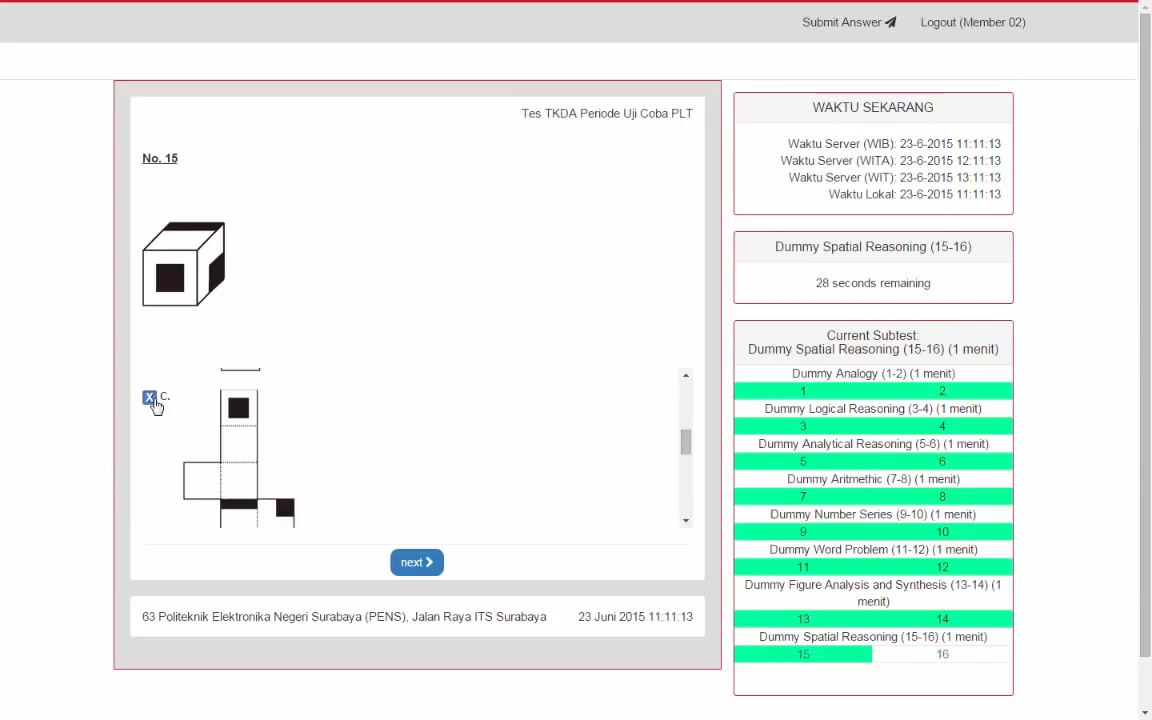 Submit Answer
Logout (Member 02)
Tes TKDA Periode Uji Coba PLT
No. 15
X C.
next
63 Politeknik Elektronika Negeri Surabaya (PENS), Jalan Raya ITS Surabaya
23 Juni 2015 11:11:13
WAKTU SEKARANG
Waktu Server (WIB): 23-6-2015 11:11:13
Waktu Server (WITA): 23-6-2015 12:11:13
Waktu Server (WIT): 23-6-2015 13:11:13
Waktu Lokal: 23-6-2015 11:11:13
Dummy Spatial Reasoning (15-16)
28 seconds remaining
Current Subtest:
Dummy Spatial Reasoning (15-16) (1 menit)
Dummy Analogy (1-2) (1 menit)
1 2
Dummy Logical Reasoning (3-4) (1 menit)
3 4
Dummy Analytical Reasoning (5-6) (1 menit)
5 6
Dummy Aritmethic (7-8) (1 menit)
7 8
Dummy Number Series (9-10) (1 menit)
9 10
Dummy Word Problem (11-12) (1 menit)
11 12
Dummy Figure Analysis and Synthesis (13-14) (1
menit)
13 14
Dummy Spatial Reasoning (15-16) (1 menit)
15 16